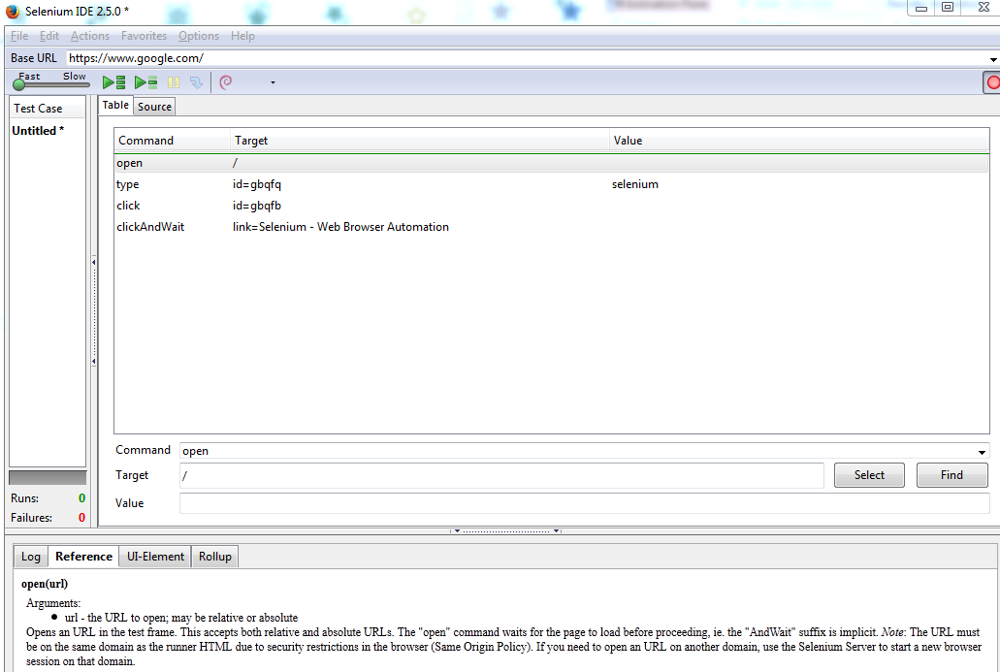 Selenium IDE 2.5.0 *
File Edit Actions Favorites Options Help
Base URL https://www.google.com/
Fast Slow
Test Case
Untitled *
Runs: 0
Failures: 0
Table Source
Command Target Value
open /
type id=gbqfq selenium
click id=gbqfb
clickAndWait link=Selenium - Web Browser Automation
Command open
Target / Select Find
Value
Log Reference UI-Element Rollup
open(url)
Arguments:
• url - the URL to open; may be relative or absolute
Opens an URL in the test frame. This accepts both relative and absolute URLs. The "open" command waits for the page to load before proceeding, ie. the "AndWait" suffix is implicit. Note: The URL must
be on the same domain as the runner HTML due to security restrictions in the browser (Same Origin Policy). If you need to open an URL on another domain, use the Selenium Server to start a new browser
session on that domain.